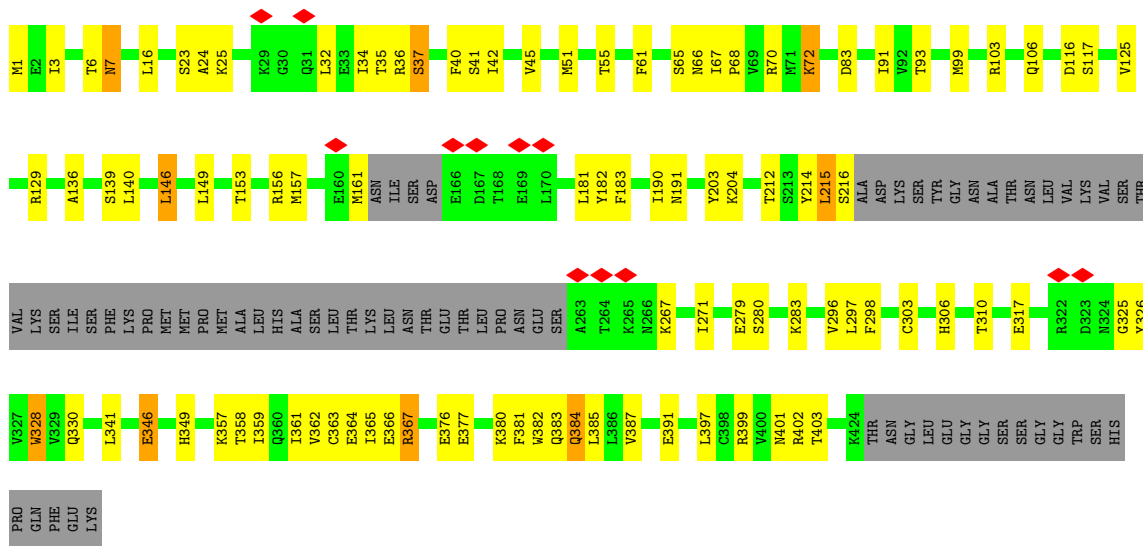 M1 E2 I3 T6 N7 L16 S23 A24 K25 K29 G30 Q31 L32 E33 I34 T35 R36 S37 F40 S41 I42 V45 M51 T55 F61 S65 N66 I67 P68 V69 R70 M71 K72 D83 I91 V92 T93 M99 R103 Q106 D116 S117 V125
R129 A136 S139 L140 L146 L149 T153 R156 M157 E160 M161 ASN ILE SER ASP E166 D167 T168 E169 L170 L181 Y182 F183 I190 N191 Y203 K204 T212 S213 Y214 L215 S216 ALA ASP LYS SER TYR GLY ASN ALA THR ASN LEU VAL LYS VAL SER THR
VAL LYS SER ILE SER PHE LYS PRO MET MET PRO MET ALA LEU HIS ALA SER LEU THR LYS LEU ASN THR GLU THR LEU PRO ASN GLU SER A263 T264 K265 N266 K267 I271 E279 S280 K283 V296 L297 F298 C303 H306 T310 E317 R322 D323 N324 G325 Y326
V327 W328 V329 Q330 L341 E346 H349 K357 T358 I359 Q360 I361 V362 C363 E364 I365 E366 R367 E376 E377 K380 F381 W382 Q383 Q384 L385 L386 V387 E391 L397 C398 R399 V400 N401 R402 T403 K424 THR ASN GLY LEU GLU GLY GLY SER SER GLY GLY TRP SER HIS
PRO GLN PHE GLU LYS